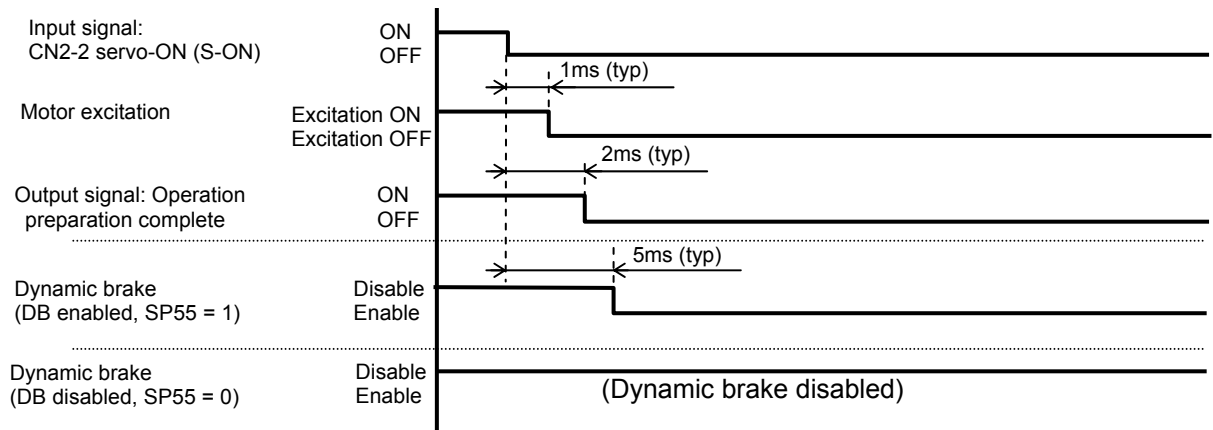 Input signal:
CN2-2 servo-ON (S-ON)
ON
OFF
1ms (typ)
Motor excitation
Excitation ON
Excitation OFF
2ms (typ)
Output signal: Operation
preparation complete
ON
OFF
5ms (typ)
Dynamic brake
(DB enabled, SP55 = 1)
Disable
Enable
Dynamic brake
(DB disabled, SP55 = 0)
Disable
Enable
(Dynamic brake disabled)